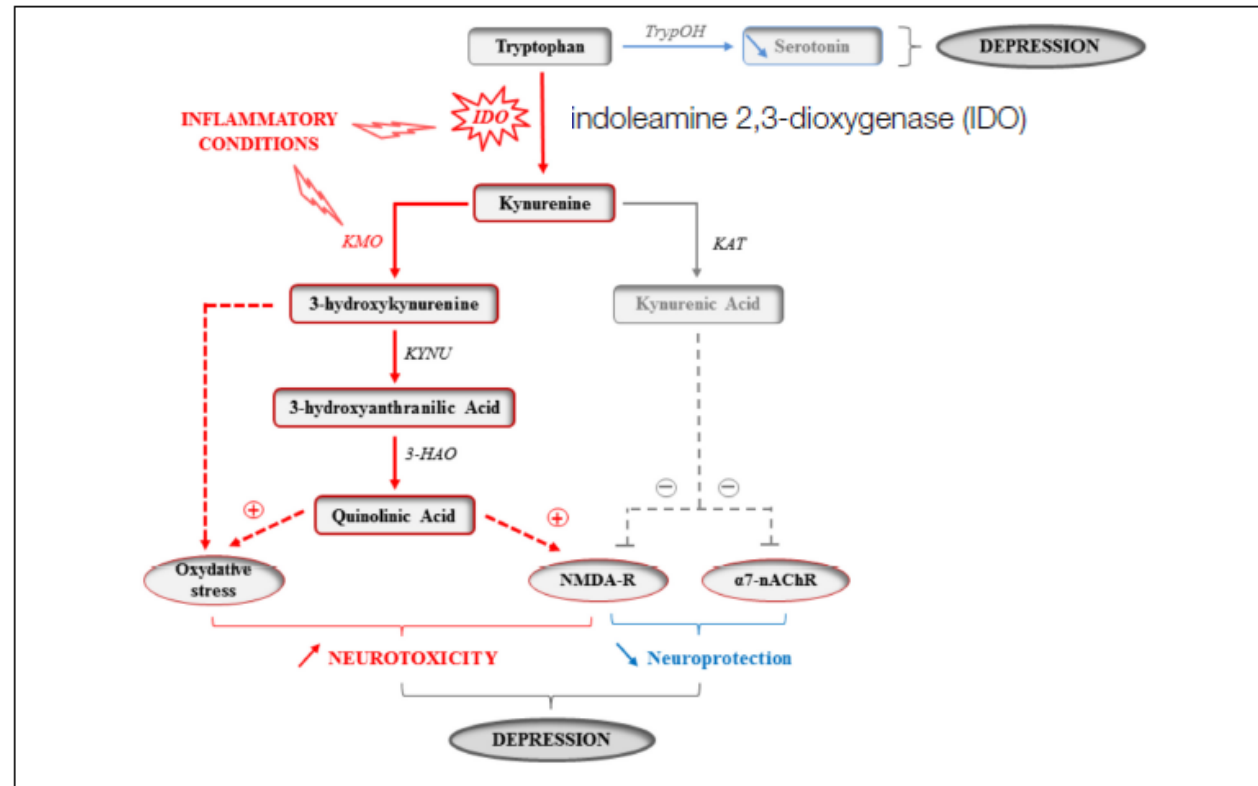 TrypOH
Tryptophan
Serotonin
DEPRESSION
IDO
indoleamine 2,3-dioxygenase (IDO)
INFLAMMATORY
CONDITIONS
Kynurenine
KMO
KAT
3-hydroxykynurenine
Kynurenic Acid
KYNU
3-hydroxyanthranilic Acid
3-HAO
Quinolinic Acid
+
+
−
−
Oxydative
stress
NMDA-R
α7-nAChR
NEUROTOXICITY
Neuroprotection
DEPRESSION